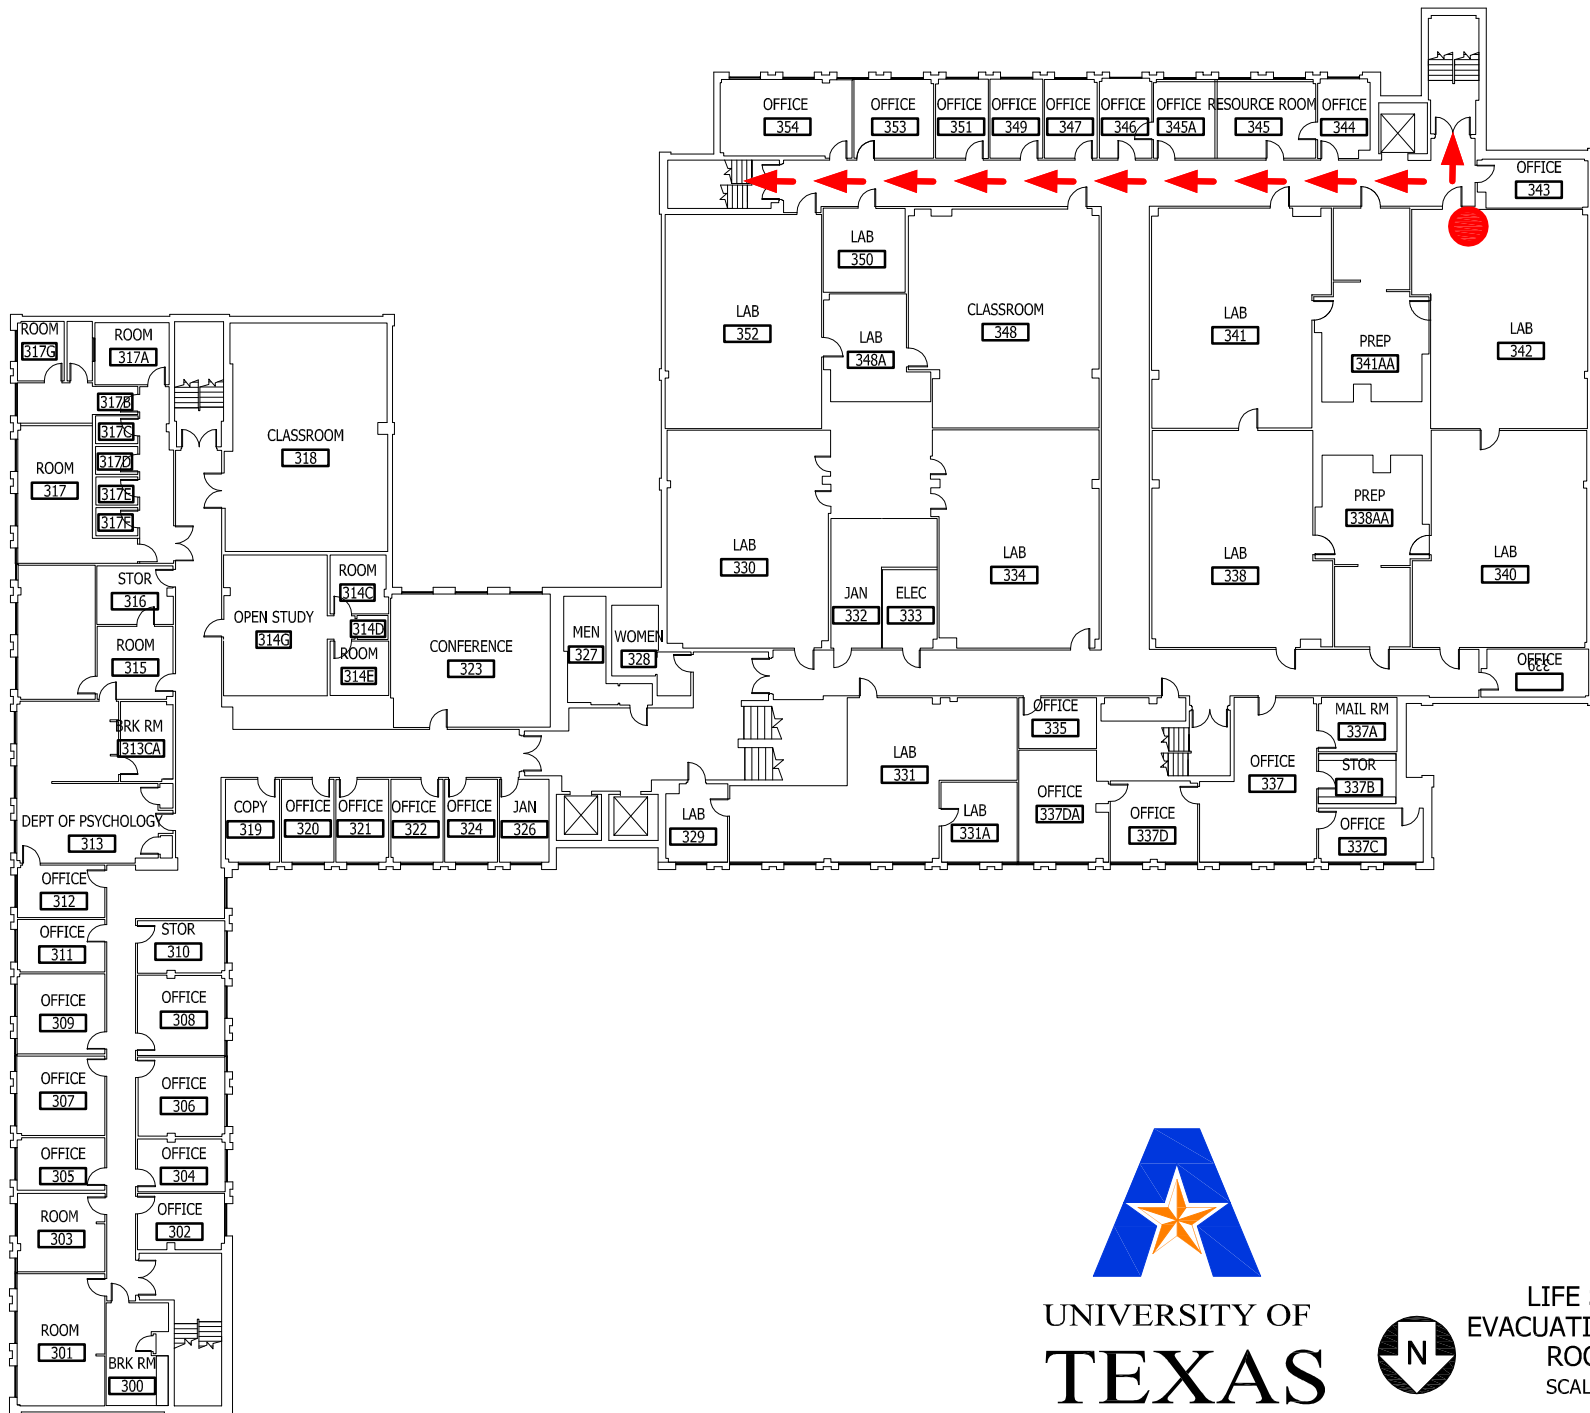 OFFICE
354
OFFICE
353
OFFICE
351
OFFICE
349
OFFICE
347
OFFICE
346
OFFICE
345A
RESOURCE ROOM
345
OFFICE
344
OFFICE
343
LAB
350
LAB
352
LAB
348A
CLASSROOM
348
LAB
341
PREP
341AA
LAB
342
ROOM
317G
ROOM
317A
317B
317C
317D
317E
317F
ROOM
317
CLASSROOM
318
LAB
330
LAB
334
LAB
338
PREP
338AA
LAB
340
JAN
332
ELEC
333
STOR
316
ROOM
315
OPEN STUDY
314G
ROOM
314C
314D
ROOM
314E
CONFERENCE
323
MEN
327
WOMEN
328
OFFICE
339
BRK RM
313CA
DEPT OF PSYCHOLOGY
313
COPY
319
OFFICE
320
OFFICE
321
OFFICE
322
OFFICE
324
JAN
326
LAB
329
LAB
331
LAB
331A
OFFICE
335
OFFICE
337DA
OFFICE
337D
OFFICE
337
MAIL RM
337A
STOR
337B
OFFICE
337C
OFFICE
312
OFFICE
311
STOR
310
OFFICE
309
OFFICE
308
OFFICE
307
OFFICE
306
OFFICE
305
OFFICE
304
ROOM
303
OFFICE
302
ROOM
301
BRK RM
300
UNIVERSITY OF
TEXAS
N
LIFE
EVACUATI
ROO
SCAL